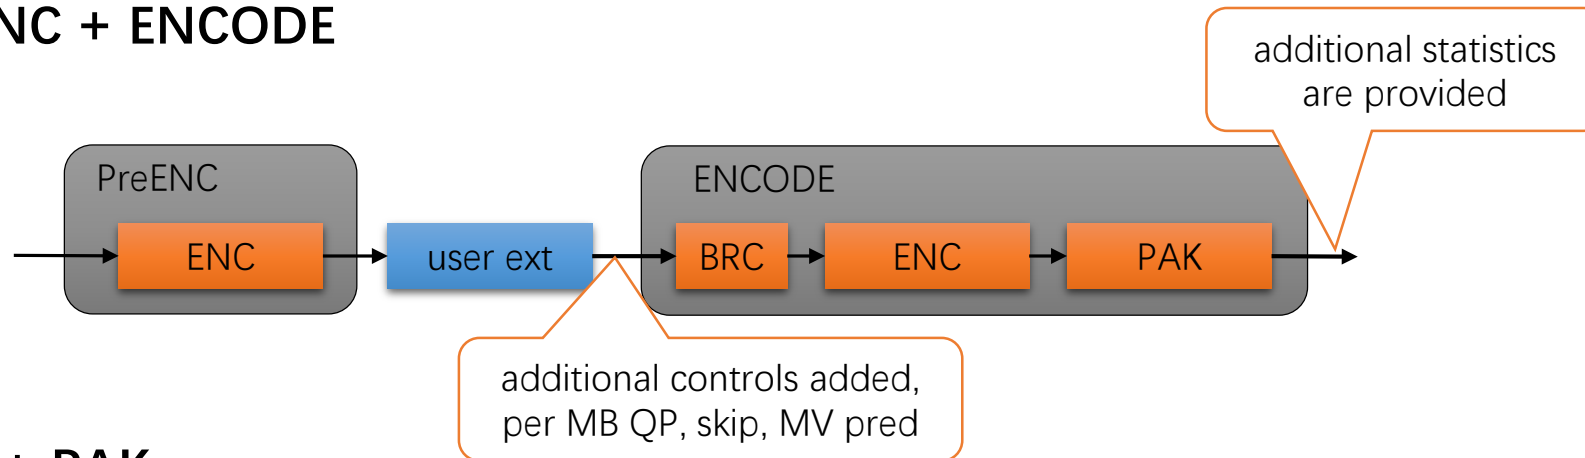 NC + ENCODE
additional statistics
are provided
PreENC
ENCODE
ENC
user ext
BRC
ENC
PAK
additional controls added,
per MB QP, skip, MV pred
+ PAK